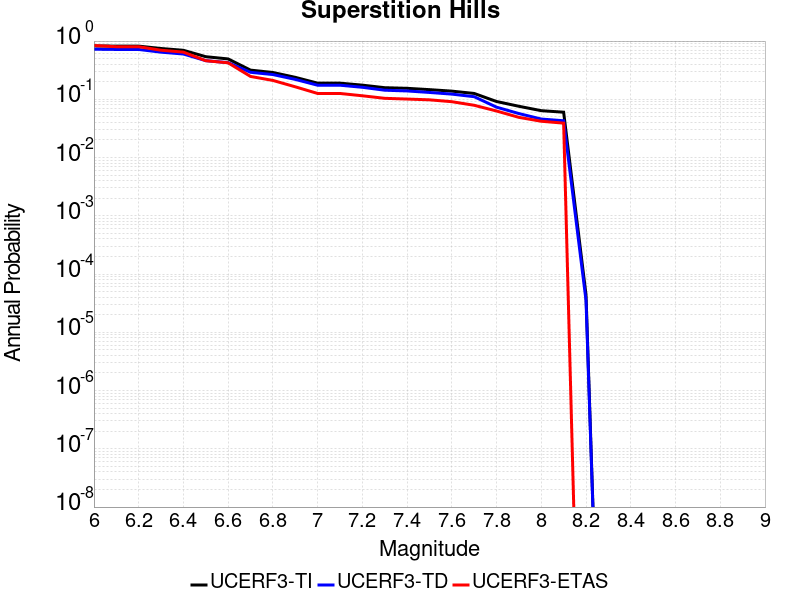 Superstition Hills
10^0
10^-1
10^-2
10^-3
10^-4
10^-5
10^-6
10^-7
10^-8
Annual Probability
6 6.2 6.4 6.6 6.8 7 7.2 7.4 7.6 7.8 8 8.2 8.4 8.6 8.8 9
Magnitude
UCERF3-TI UCERF3-TD UCERF3-ETAS